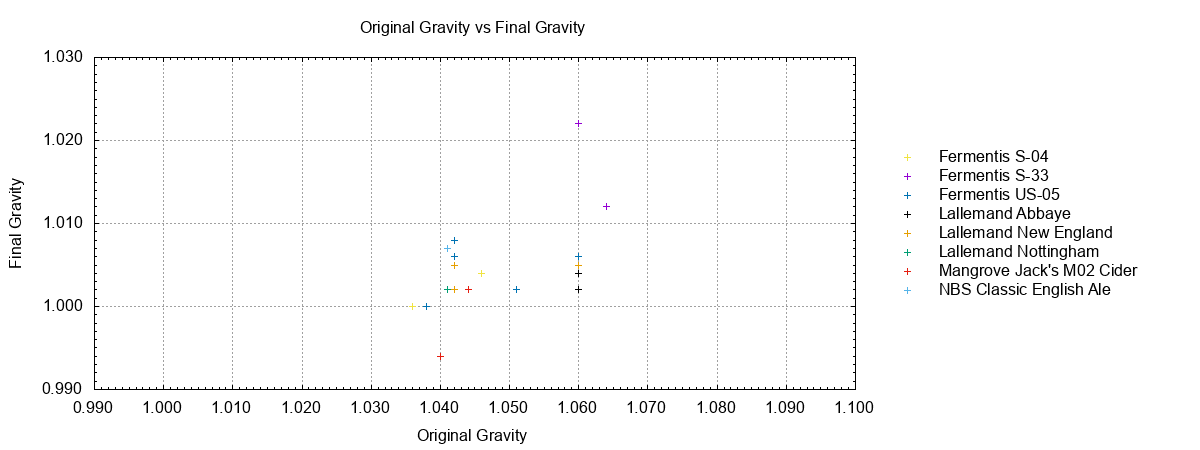 Original Gravity vs Final Gravity
1.030
1.020
1.010
1.000
0.990
Final Gravity
0.990 1.000 1.010 1.020 1.030 1.040 1.050 1.060 1.070 1.080 1.090 1.100
Original Gravity
Fermentis S-04
Fermentis S-33
Fermentis US-05
Lallemand Abbaye
Lallemand New England
Lallemand Nottingham
Mangrove Jack's M02 Cider
NBS Classic English Ale